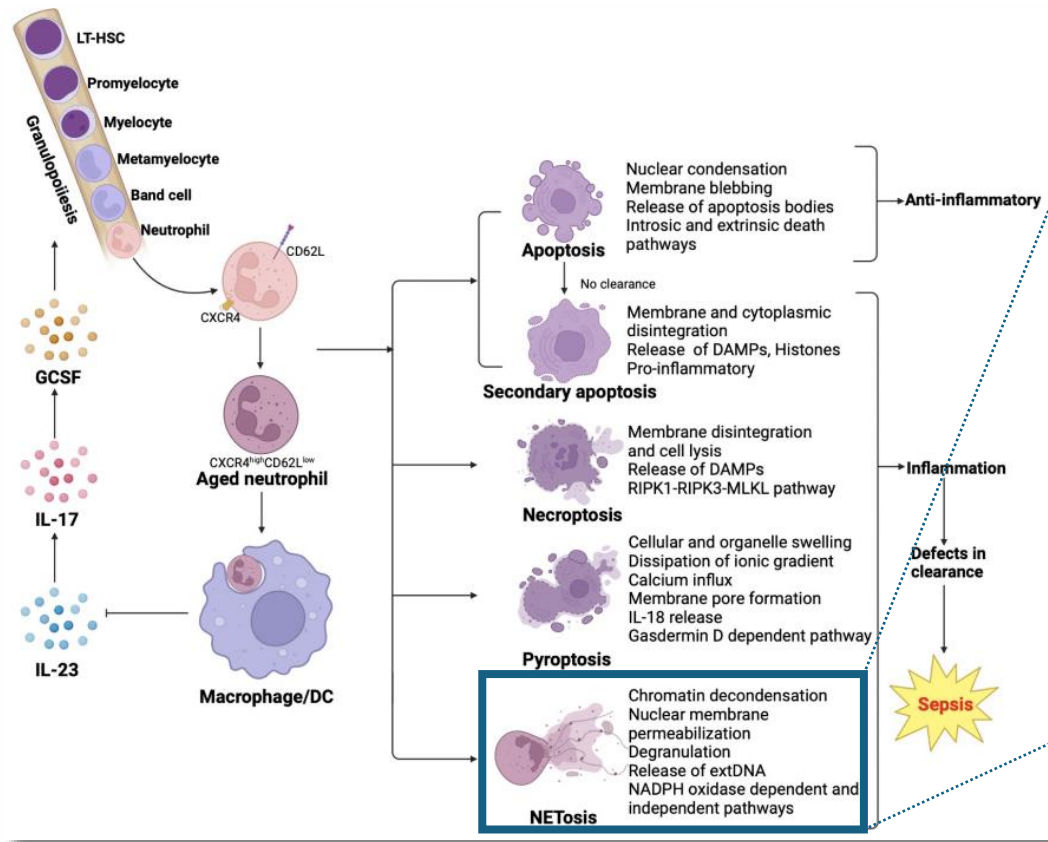 LT-HSC
Promyelocyte
Myelocyte
Metamyelocyte
Band cell
Neutrophil
Granulopoiiesis
GCSF
IL-17
IL-23
CD62L
CXCR4
CXCR4highCD62Llow
Aged neutrophil
Macrophage/DC
Apoptosis
Nuclear condensation
Membrane blebbing
Release of apoptosis bodies
Introsic and extrinsic death
pathways
Anti-inflammatory
No clearance
Secondary apoptosis
Membrane and cytoplasmic
disintegration
Release of DAMPs, Histones
Pro-inflammatory
Necroptosis
Membrane disintegration
and cell lysis
Release of DAMPs
RIPK1-RIPK3-MLKL pathway
Pyroptosis
Cellular and organelle swelling
Dissipation of ionic gradient
Calcium influx
Membrane pore formation
IL-18 release
Gasdermin D dependent pathway
NETosis
Chromatin decondensation
Nuclear membrane
permeabilization
Degranulation
Release of extDNA
NADPH oxidase dependent and
independent pathways
Inflammation
Defects in
clearance
Sepsis